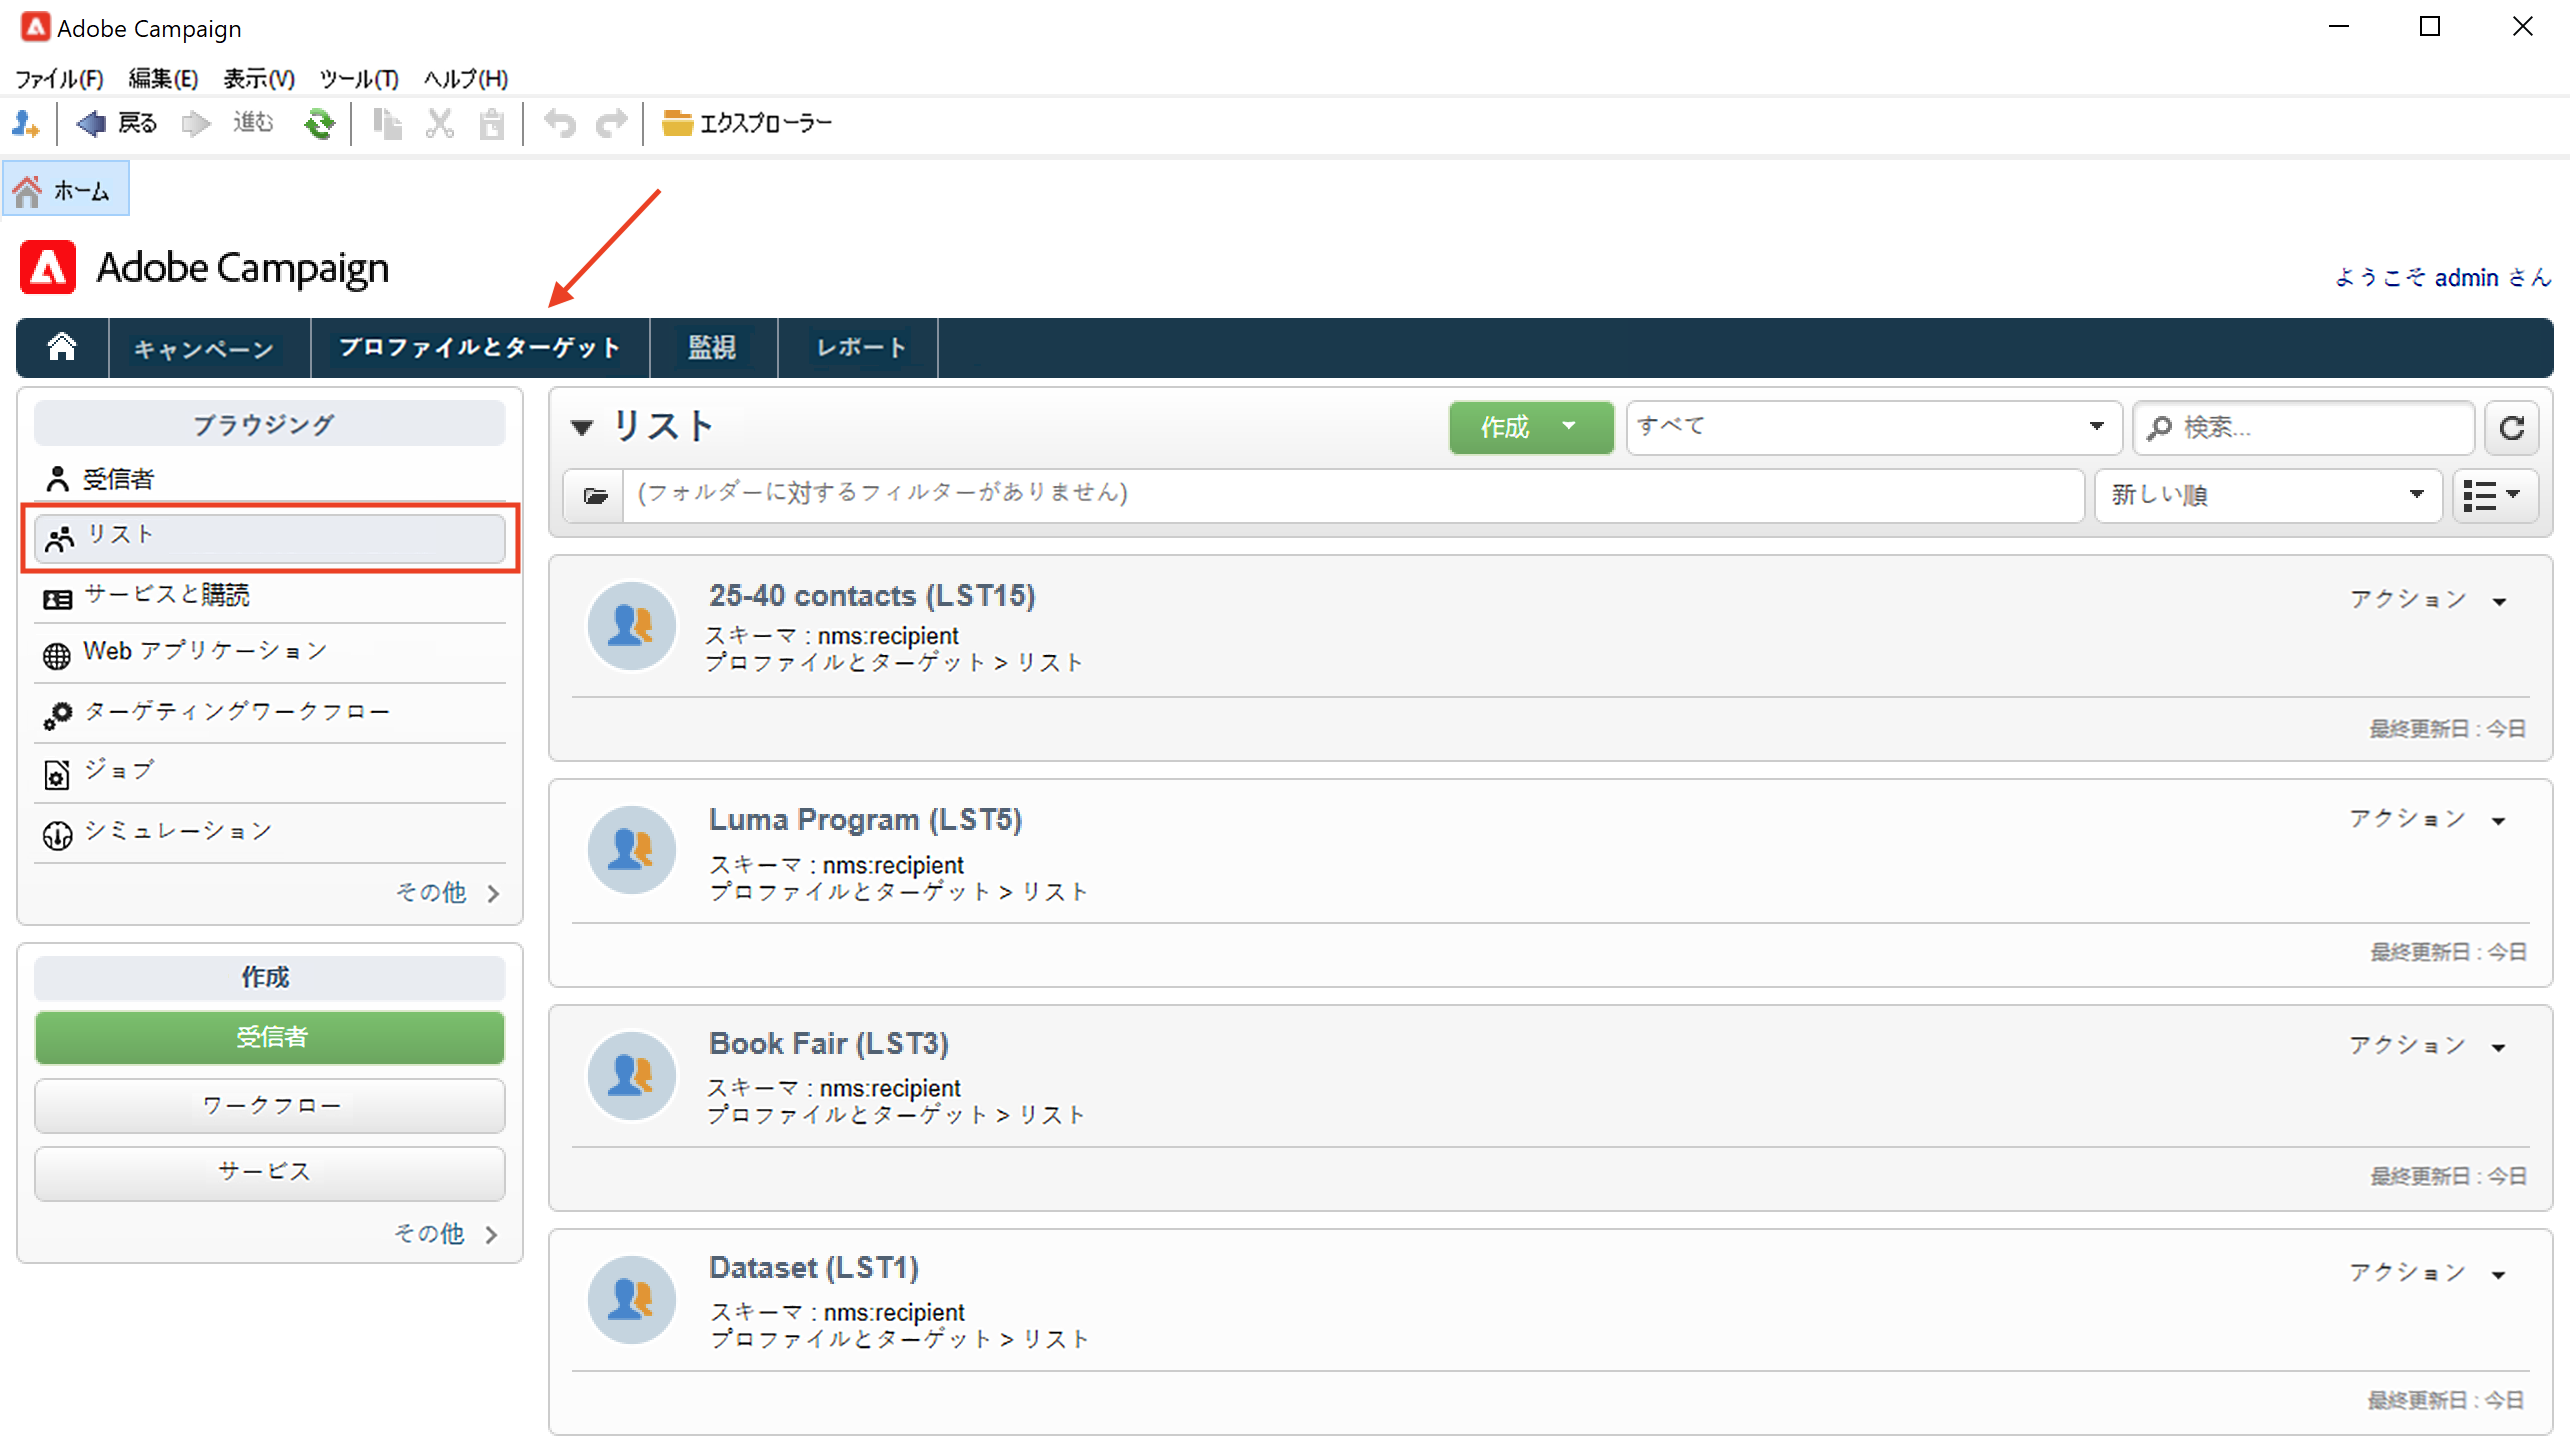 Adobe Campaign
ファイル(F) 編集(E) 表示(V) ツール(T) ヘルプ(H)
戻る 進む エクスプローラー
ホーム
Adobe Campaign
ようこそ admin さん
キャンペーン プロファイルとターゲット 監視 レポート
ブラウジング
受信者
リスト
サービスと購読
Web アプリケーション
ターゲティングワークフロー
ジョブ
シミュレーション
その他
作成
受信者
ワークフロー
サービス
その他
リスト 作成 すべて 検索...
(フォルダーに対するフィルターがありません) 新しい順
25-40 contacts (LST15) アクション
スキーマ : nms:recipient
プロファイルとターゲット > リスト
最終更新日 : 今日
Luma Program (LST5) アクション
スキーマ : nms:recipient
プロファイルとターゲット > リスト
最終更新日 : 今日
Book Fair (LST3) アクション
スキーマ : nms:recipient
プロファイルとターゲット > リスト
最終更新日 : 今日
Dataset (LST1) アクション
スキーマ : nms:recipient
プロファイルとターゲット > リスト
最終更新日 : 今日